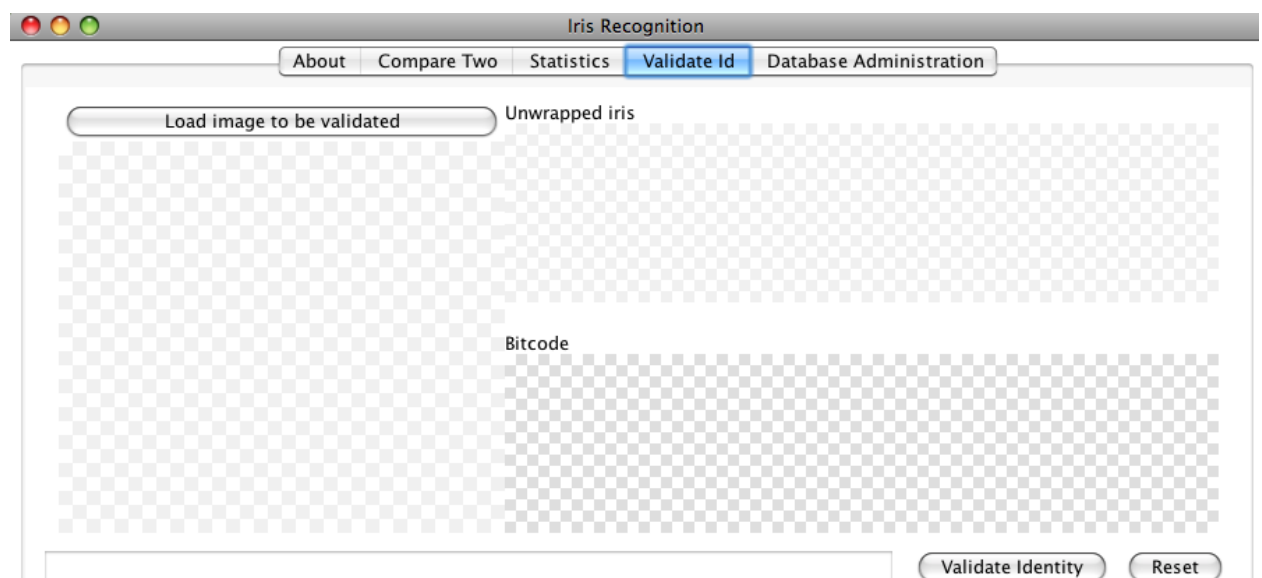 Iris Recognition
About Compare Two Statistics Validate Id Database Administration
Load image to be validated
Unwrapped iris
Bitcode
Validate Identity Reset